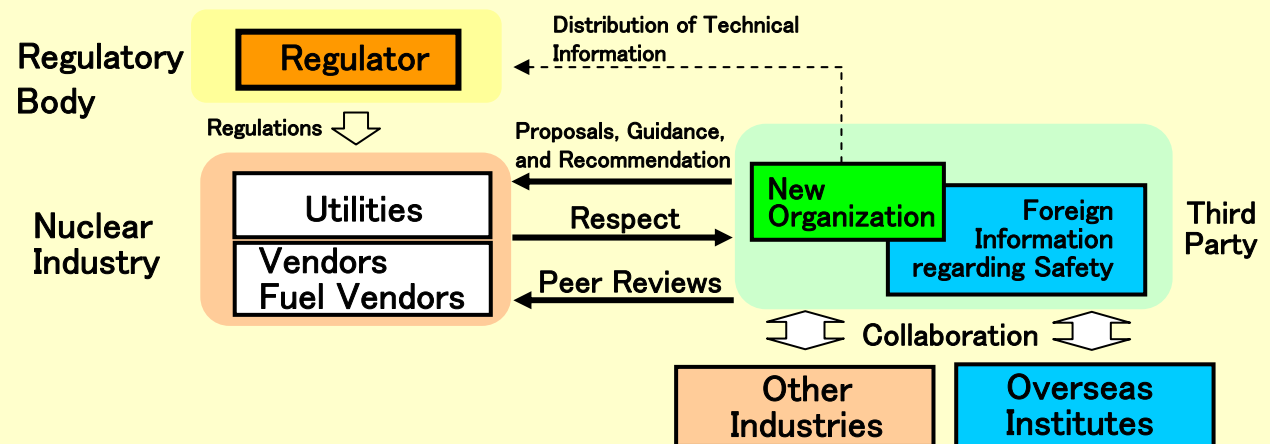 Regulatory
Body
Regulator
Distribution of Technical
Information
Regulations
Proposals, Guidance,
and Recommendation
Nuclear
Industry
Utilities
Vendors
Fuel Vendors
Respect
Peer Reviews
New
Organization
Foreign
Information
regarding Safety
Third
Party
Collaboration
Other
Industries
Overseas
Institutes